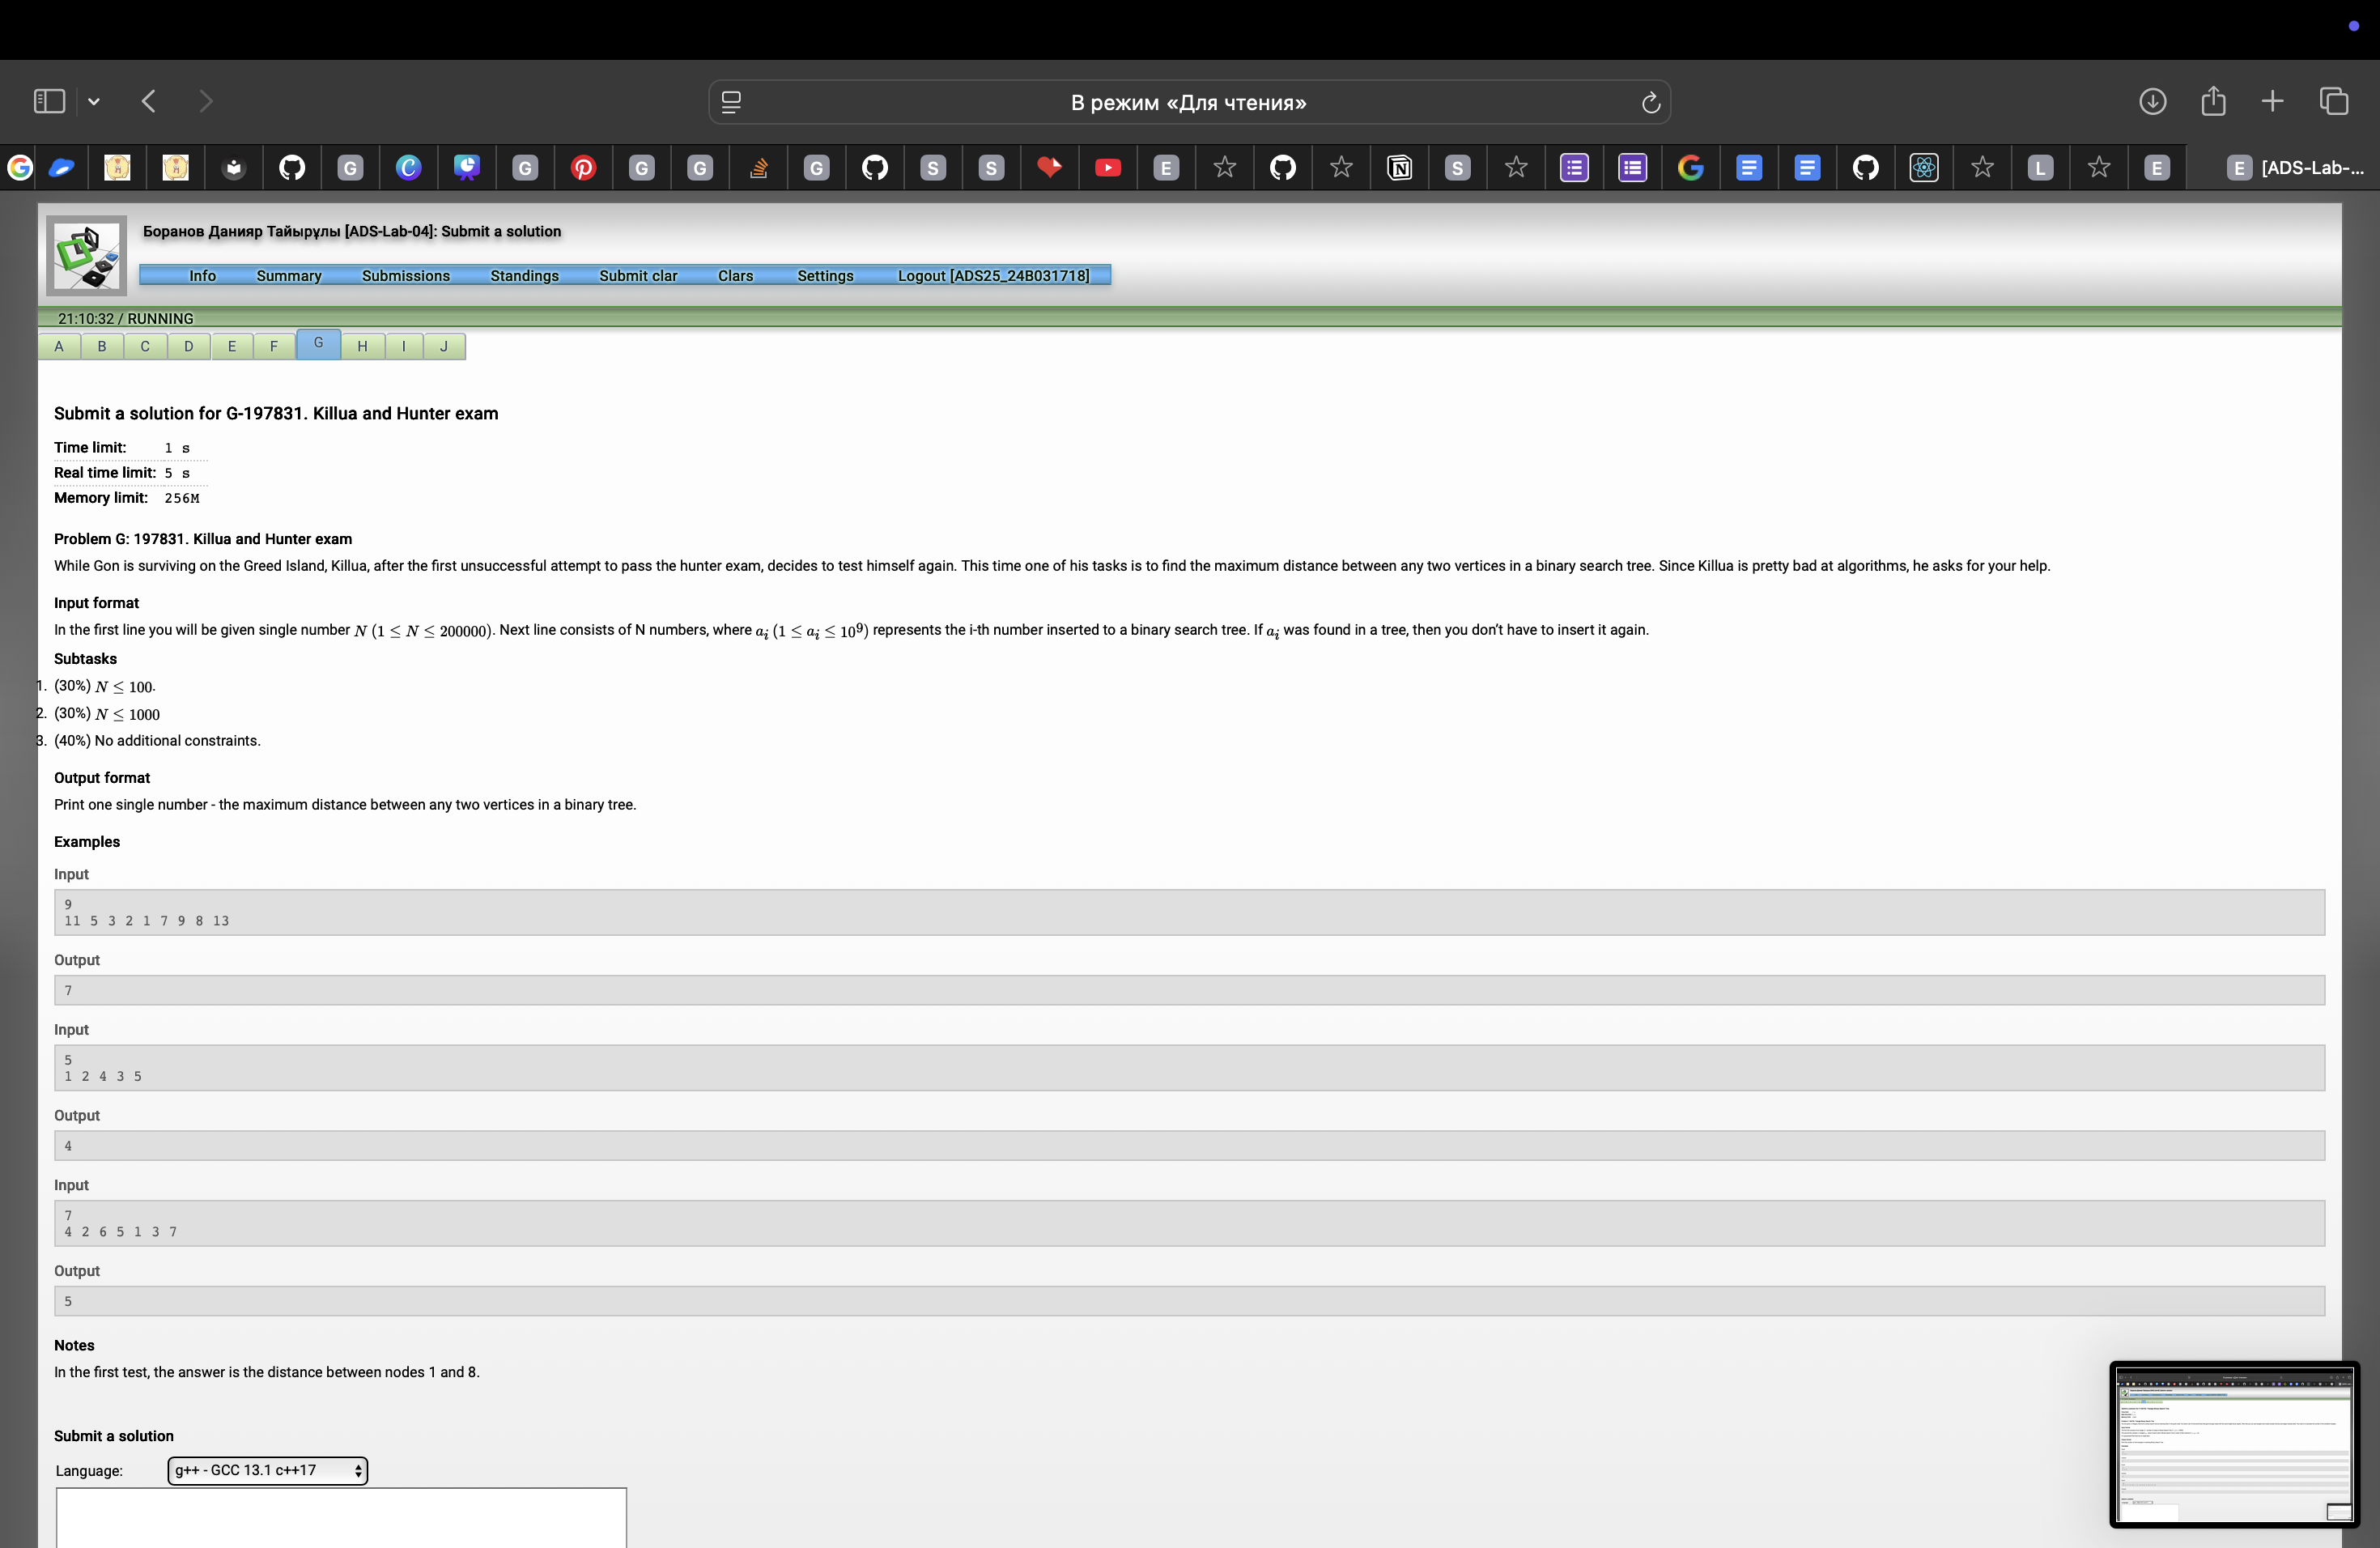 В режим «Для чтения»
[ADS-Lab-...
Боранов Данияр Тайырұлы [ADS-Lab-04]: Submit a solution
Info Summary Submissions Standings Submit clar Clars Settings Logout [ADS25_24B031718]
21:10:32 / RUNNING
A B C D E F G H I J
Submit a solution for G-197831. Killua and Hunter exam
Time limit: 1 s
Real time limit: 5 s
Memory limit: 256M
Problem G: 197831. Killua and Hunter exam
While Gon is surviving on the Greed Island, Killua, after the first unsuccessful attempt to pass the hunter exam, decides to test himself again. This time one of his tasks is to find the maximum distance between any two vertices in a binary search tree. Since Killua is pretty bad at algorithms, he asks for your help.
Input format
In the first line you will be given single number N (1 ≤ N ≤ 200000). Next line consists of N numbers, where aᵢ (1 ≤ aᵢ ≤ 10⁹) represents the i-th number inserted to a binary search tree. If aᵢ was found in a tree, then you don’t have to insert it again.
Subtasks
1. (30%) N ≤ 100.
2. (30%) N ≤ 1000
3. (40%) No additional constraints.
Output format
Print one single number - the maximum distance between any two vertices in a binary tree.
Examples
Input
9
11 5 3 2 1 7 9 8 13
Output
7
Input
5
1 2 4 3 5
Output
4
Input
7
4 2 6 5 1 3 7
Output
5
Notes
In the first test, the answer is the distance between nodes 1 and 8.
Submit a solution
Language: g++ - GCC 13.1 c++17